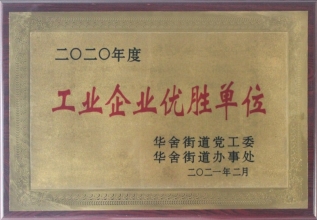 二〇二〇年度
工业企业优胜单位
华舍街道党工委
华舍街道办事处
二〇二一年二月